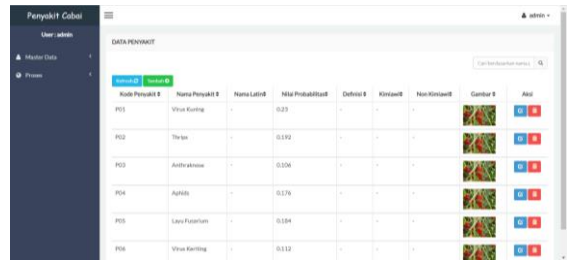 Penyakit Cabai
admin
User : admin
DATA PENYAKIT
Master Data
Proses
Refresh
Tambah
Kode Penyakit Nama Penyakit Nama Latin Nilai Probabilitas Definisi Kimiawi Non Kimiawi Gambar Aksi
P01 Virus Kuning - 0.23 - - -
P02 Thrips - 0.192 - - -
P03 Anthraknose - 0.106 - - -
P04 Aphids - 0.176 - - -
P05 Layu Fusarium - 0.184 - - -
P06 Virus Keriting - 0.112 - - -